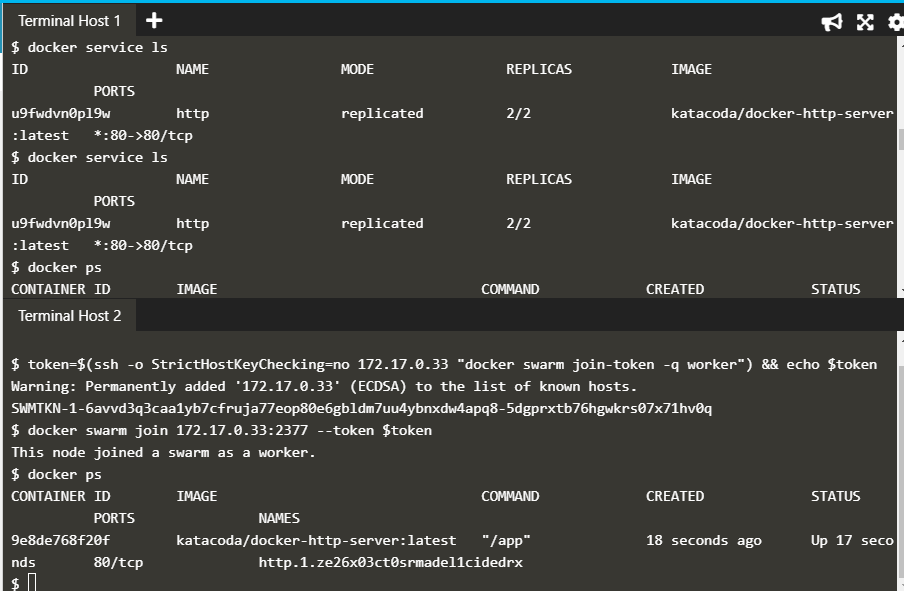 Terminal Host 1
$ docker service ls
ID NAME MODE REPLICAS IMAGE
PORTS
u9fwdvn0pl9w http replicated 2/2 katacoda/docker-http-server
:latest *:80->80/tcp
$ docker service ls
ID NAME MODE REPLICAS IMAGE
PORTS
u9fwdvn0pl9w http replicated 2/2 katacoda/docker-http-server
:latest *:80->80/tcp
$ docker ps
CONTAINER ID IMAGE COMMAND CREATED STATUS
Terminal Host 2
$ token=$(ssh -o StrictHostKeyChecking=no 172.17.0.33 "docker swarm join-token -q worker") && echo $token
Warning: Permanently added '172.17.0.33' (ECDSA) to the list of known hosts.
SWMTKN-1-6avvd3q3caa1yb7cfruja77eop80e6gbldm7uu4ybnxdw4apq8-5dgprxtb76hgwkrs07x71hv0q
$ docker swarm join 172.17.0.33:2377 --token $token
This node joined a swarm as a worker.
$ docker ps
CONTAINER ID IMAGE COMMAND CREATED STATUS
PORTS NAMES
9e8de768f20f katacoda/docker-http-server:latest "/app" 18 seconds ago Up 17 seco
nds 80/tcp http.1.ze26x03ct0srmadel1cidedrx
$